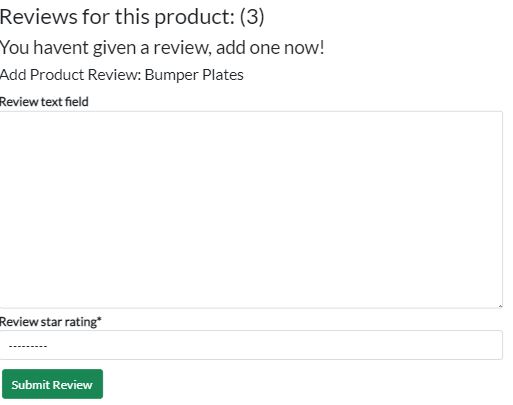 Reviews for this product: (3)
You havent given a review, add one now!
Add Product Review: Bumper Plates
Review text field
Review star rating*
---------
Submit Review